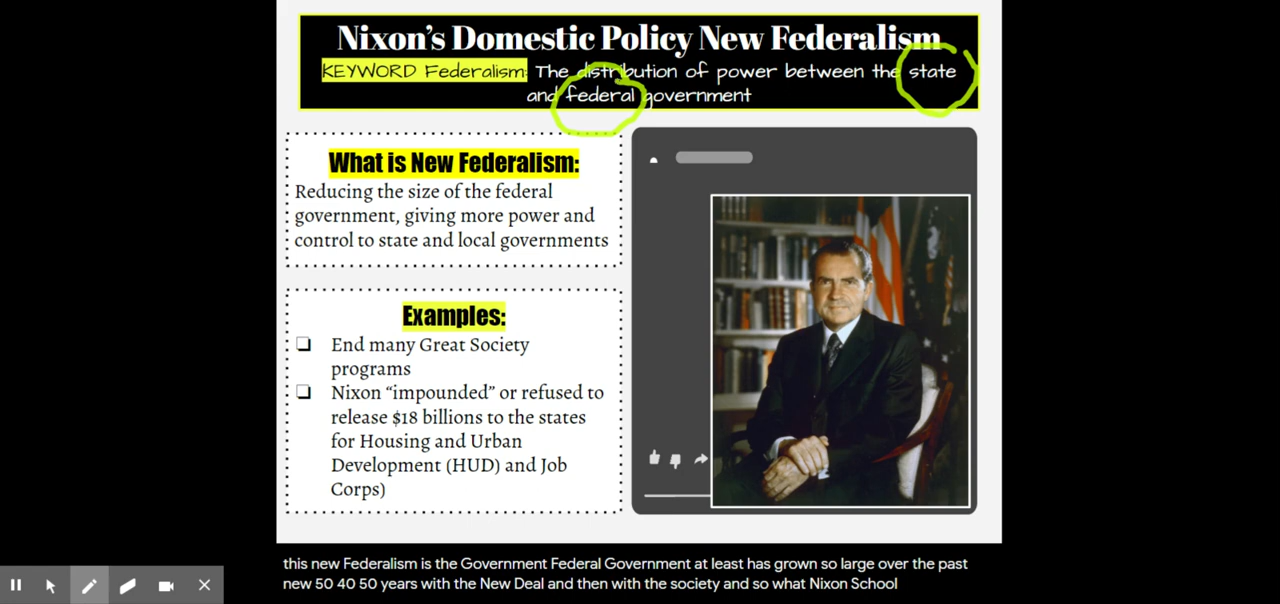 Nixon's Domestic Policy New Federalism
KEYWORD Federalism: The distribution of power between the state
and federal government
What is New Federalism:
Reducing the size of the federal
government, giving more power and
control to state and local governments
Examples:
End many Great Society
programs
Nixon “impounded” or refused to
release $18 billions to the states
for Housing and Urban
Development (HUD) and Job
Corps)
this new Federalism is the Government Federal Government at least has grown so large over the past
new 50 40 50 years with the New Deal and then with the society and so what Nixon School